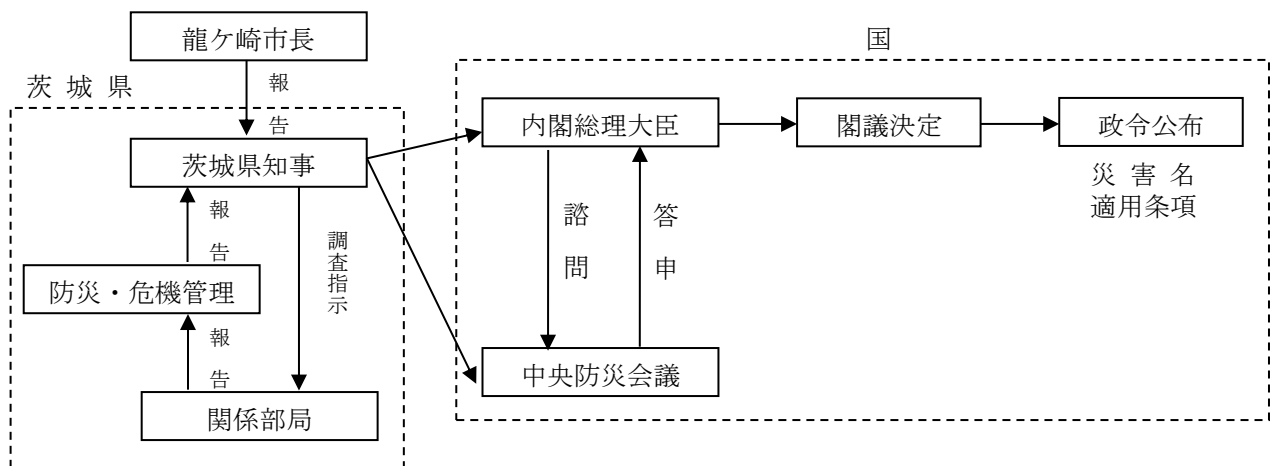 龍ケ崎市長
報告
国
茨城県
内閣総理大臣
閣議決定
政令公布
茨城県知事
災害名
適用条項
報告
調査指示
諮問
答申
防災・危機管理
報告
中央防災会議
関係部局